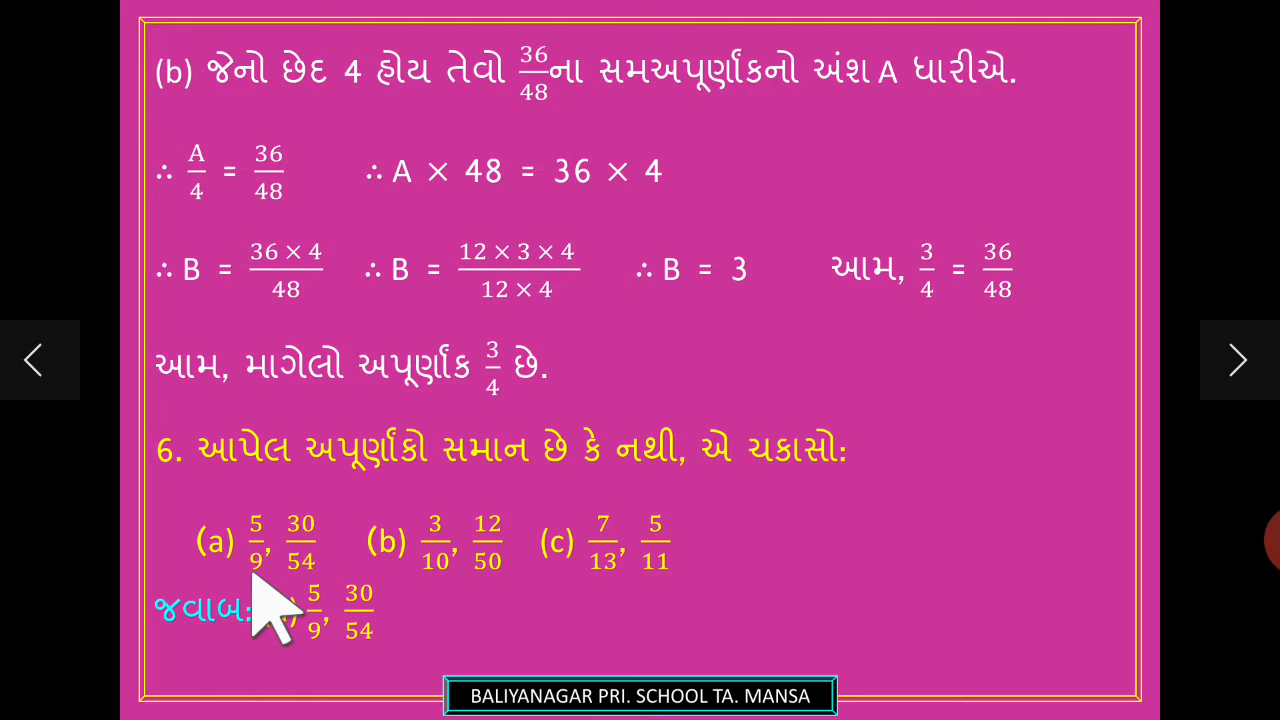 (b) જેનો છેદ 4 હોય તેવો 36/48ના સમઅપૂર્ણાંકનો અંશ A ધારીએ.
∴ A/4 = 36/48 ∴ A × 48 = 36 × 4
∴ B = 36 × 4/48 ∴ B = 12 × 3 × 4/12 × 4 ∴ B = 3 આમ, 3/4 = 36/48
આમ, માગેલો અપૂર્ણાંક 3/4 છે.
6. આપેલ અપૂર્ણાંકો સમાન છે કે નથી, એ ચકાસો:
(a) 5/9, 30/54 (b) 3/10, 12/50 (c) 7/13, 5/11
જવાબ: 5/9, 30/54
BALIYANAGAR PRI. SCHOOL TA. MANSA